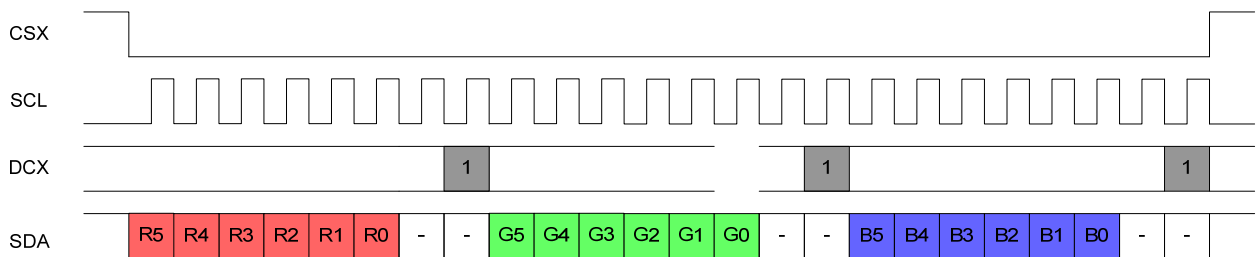 CSX
SCL
DCX 1 1 1
SDA R5 R4 R3 R2 R1 R0 - - G5 G4 G3 G2 G1 G0 - - B5 B4 B3 B2 B1 B0 - -